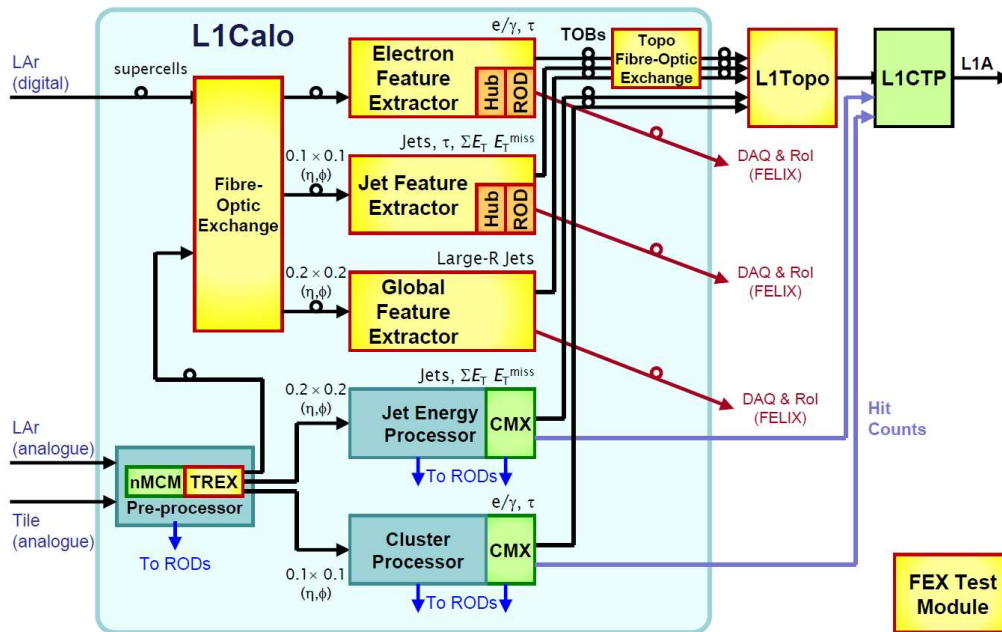 L1Calo
LAr
(digital)
supercells
Fibre-
Optic
Exchange
e/γ, τ
Electron
Feature
Extractor
Hub
ROD
TOBs
Topo
Fibre-Optic
Exchange
L1Topo
L1CTP
L1A
0.1 × 0.1
(η,ϕ)
Jets, τ, ΣE_T E_T^miss
Jet Feature
Extractor
Hub
ROD
DAQ & RoI
(FELIX)
0.2 × 0.2
(η,ϕ)
Large-R Jets
Global
Feature
Extractor
DAQ & RoI
(FELIX)
DAQ & RoI
(FELIX)
0.2 × 0.2
(η,ϕ)
Jets, ΣE_T E_T^miss
Jet Energy
Processor
CMX
To RODs
Hit
Counts
LAr
(analogue)
nMCM
TREX
Pre-processor
To RODs
Tile
(analogue)
0.1 × 0.1
(η,ϕ)
e/γ, τ
Cluster
Processor
CMX
To RODs
FEX Test
Module